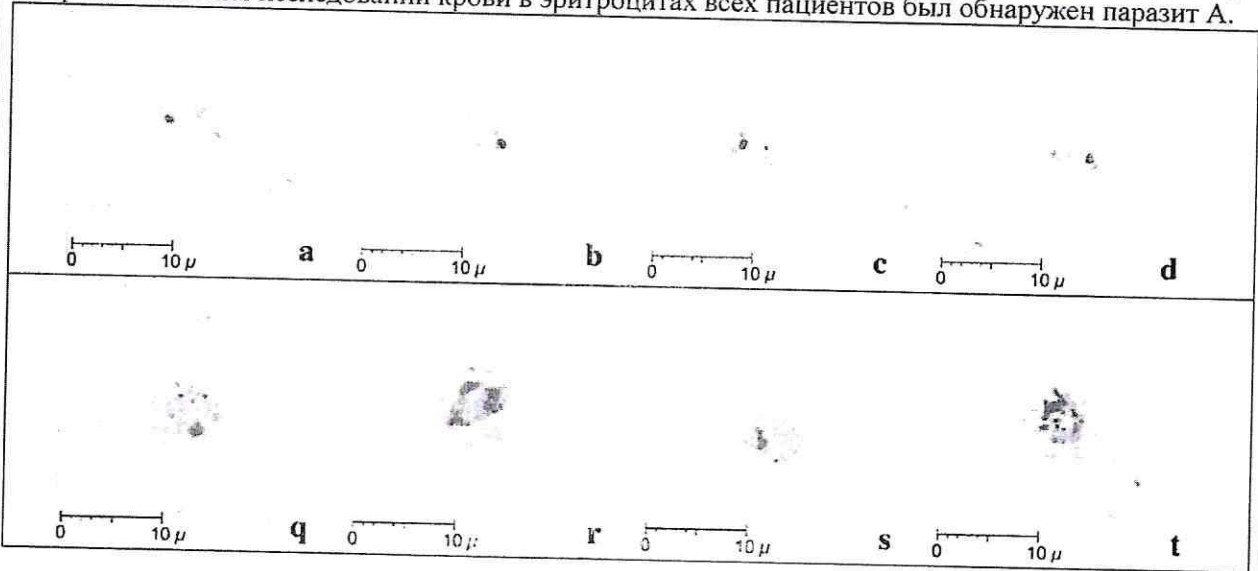 исследовании крови в эритроцитах всех пациентов был обнаружен паразит А.
0 10 µ a 0 10 µ b 0 10 µ c 0 10 µ d
0 10 µ q 0 10 µ r 0 10 µ s 0 10 µ t